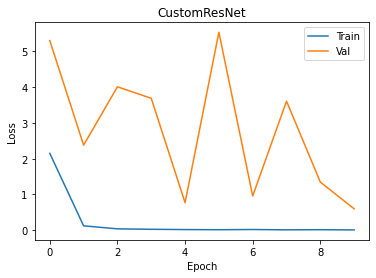 CustomResNet
Train
Val
Loss
5
4
3
2
1
0
0 2 4 6 8
Epoch